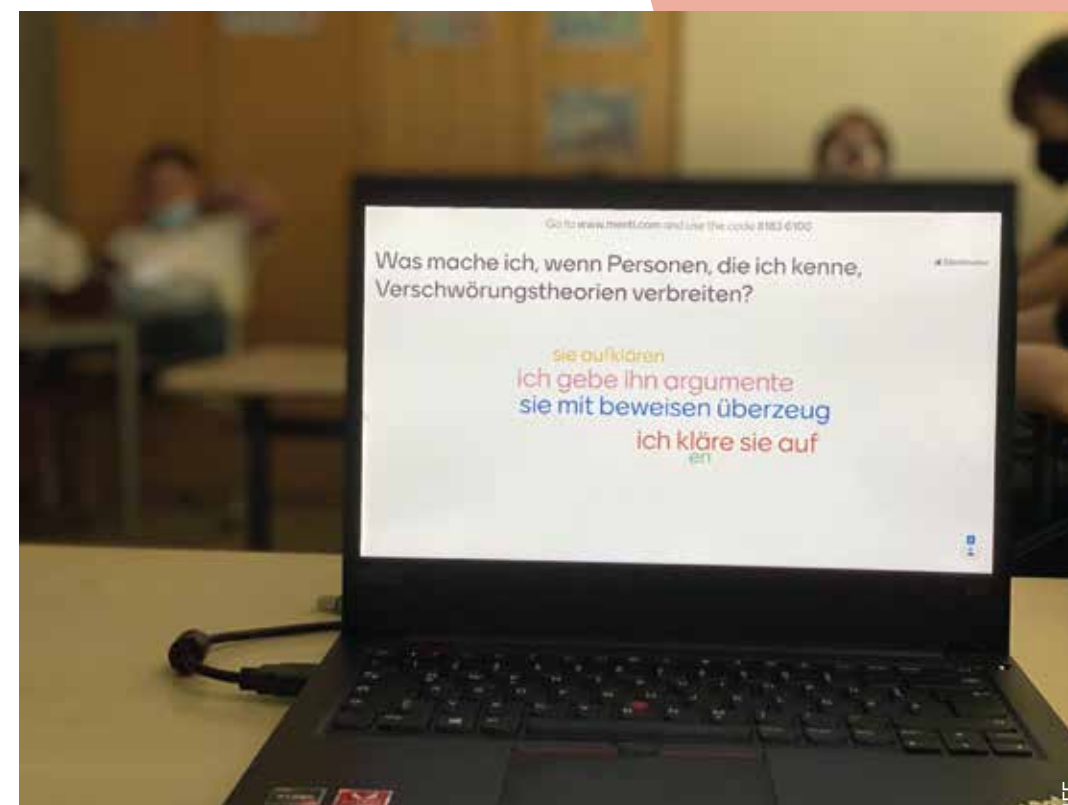 Go to www.menti.com and use the code 8183 6100
Mentimeter
Was mache ich, wenn Personen, die ich kenne,
Verschwörungstheorien verbreiten?
sie aufklären
ich gebe ihn argumente
sie mit beweisen überzeug
ich kläre sie auf
en